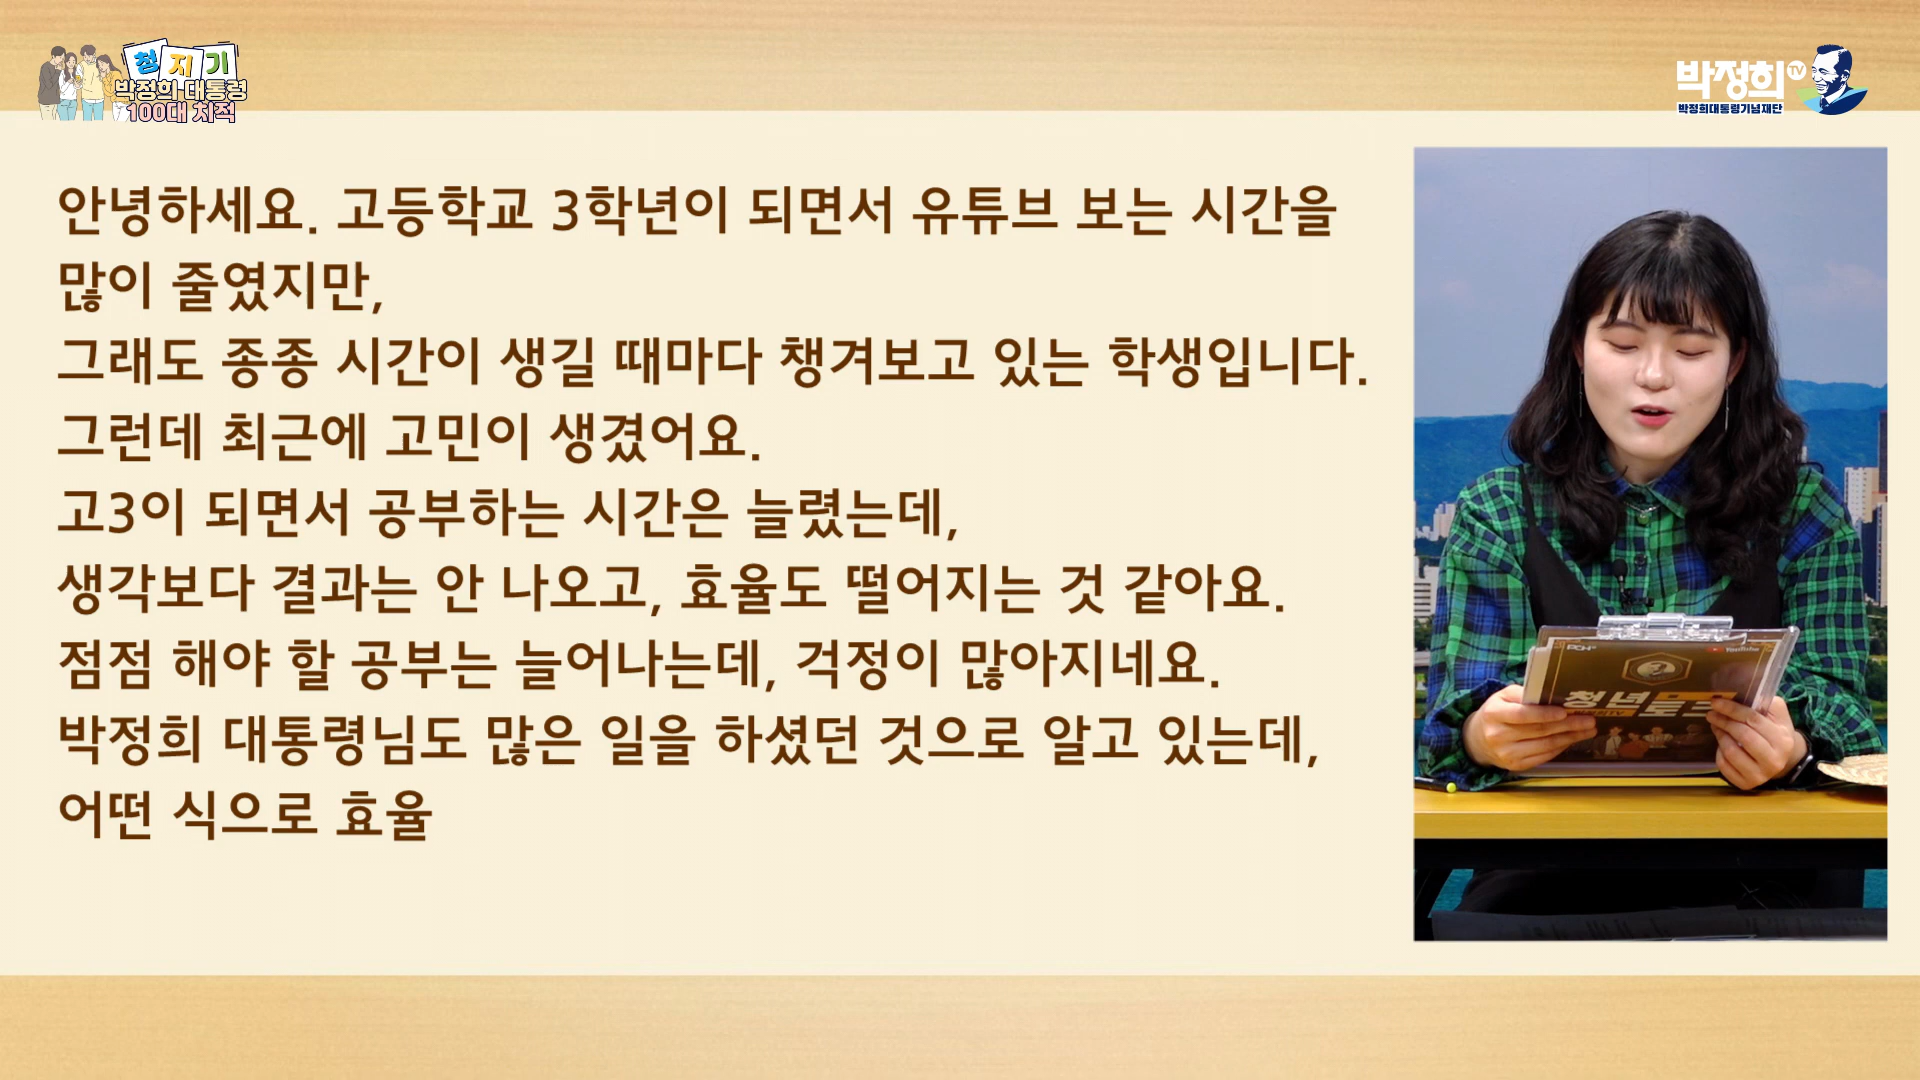 청지기
박정희 대통령
100대 치적
박정희TV
박정희대통령기념재단
안녕하세요. 고등학교 3학년이 되면서 유튜브 보는 시간을
많이 줄였지만,
그래도 종종 시간이 생길 때마다 챙겨보고 있는 학생입니다.
그런데 최근에 고민이 생겼어요.
고3이 되면서 공부하는 시간은 늘렸는데,
생각보다 결과는 안 나오고, 효율도 떨어지는 것 같아요.
점점 해야 할 공부는 늘어나는데, 걱정이 많아지네요.
박정희 대통령님도 많은 일을 하셨던 것으로 알고 있는데,
어떤 식으로 효율
PCH
YouTube
청년
토크